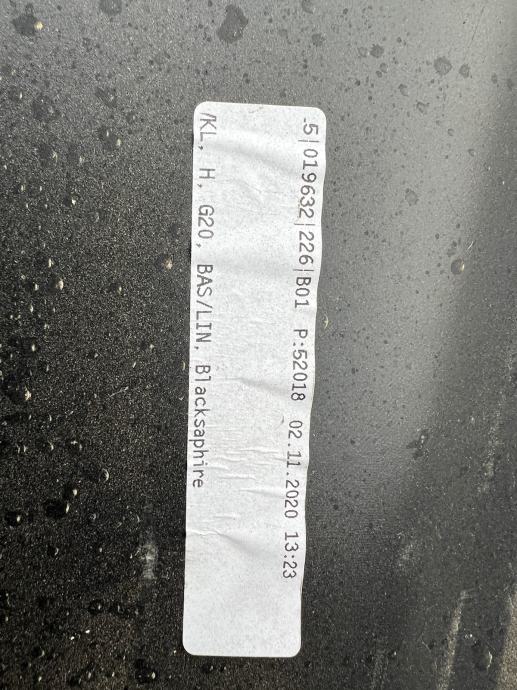 .5|019632|226|B01 P:52018 02.11.2020 13:23
/KL, H, G20, BAS/LIN, Blacksaphire